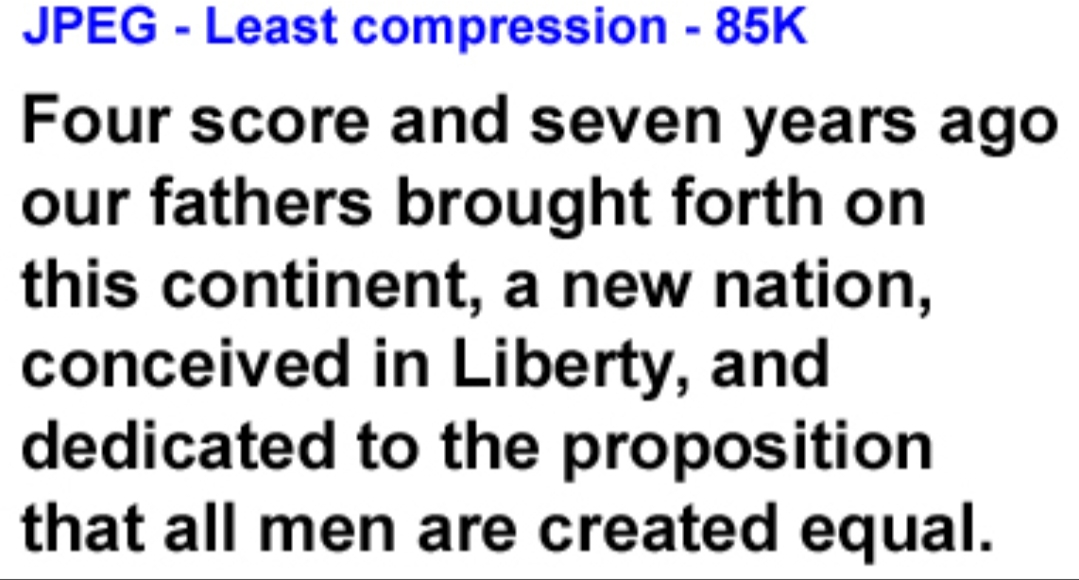 JPEG - Least compression - 85K
Four score and seven years ago
our fathers brought forth on
this continent, a new nation,
conceived in Liberty, and
dedicated to the proposition
that all men are created equal.